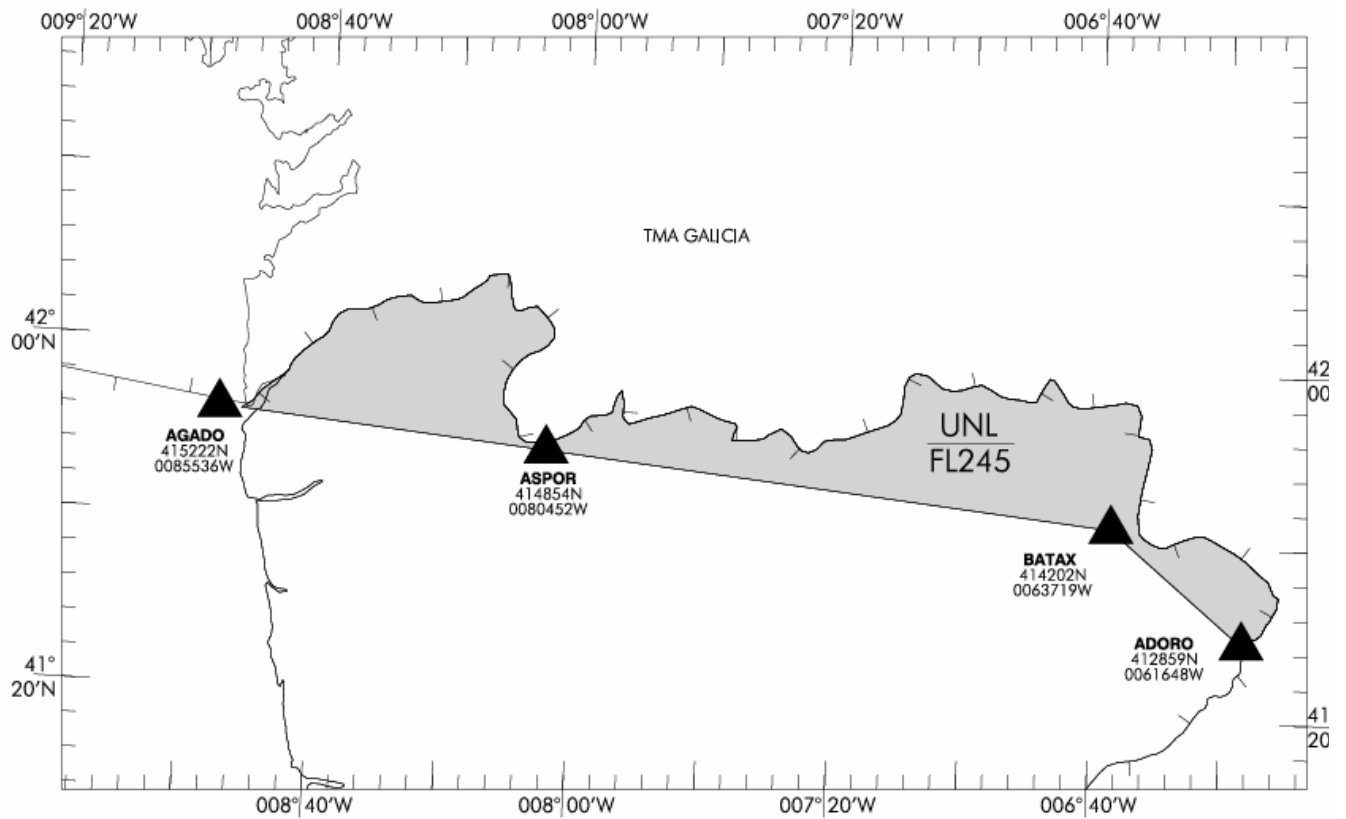 009°20'W 008°40'W 008°00'W 007°20'W 006°40'W
TMA GALICIA
42°
00'N
42
00
UNL
FL245
AGADO
415222N
0085536W
ASPOR
414854N
0080452W
BATAX
414202N
0063719W
ADORO
412859N
0061648W
41°
20'N
41
20
008°40'W 008°00'W 007°20'W 006°40'W